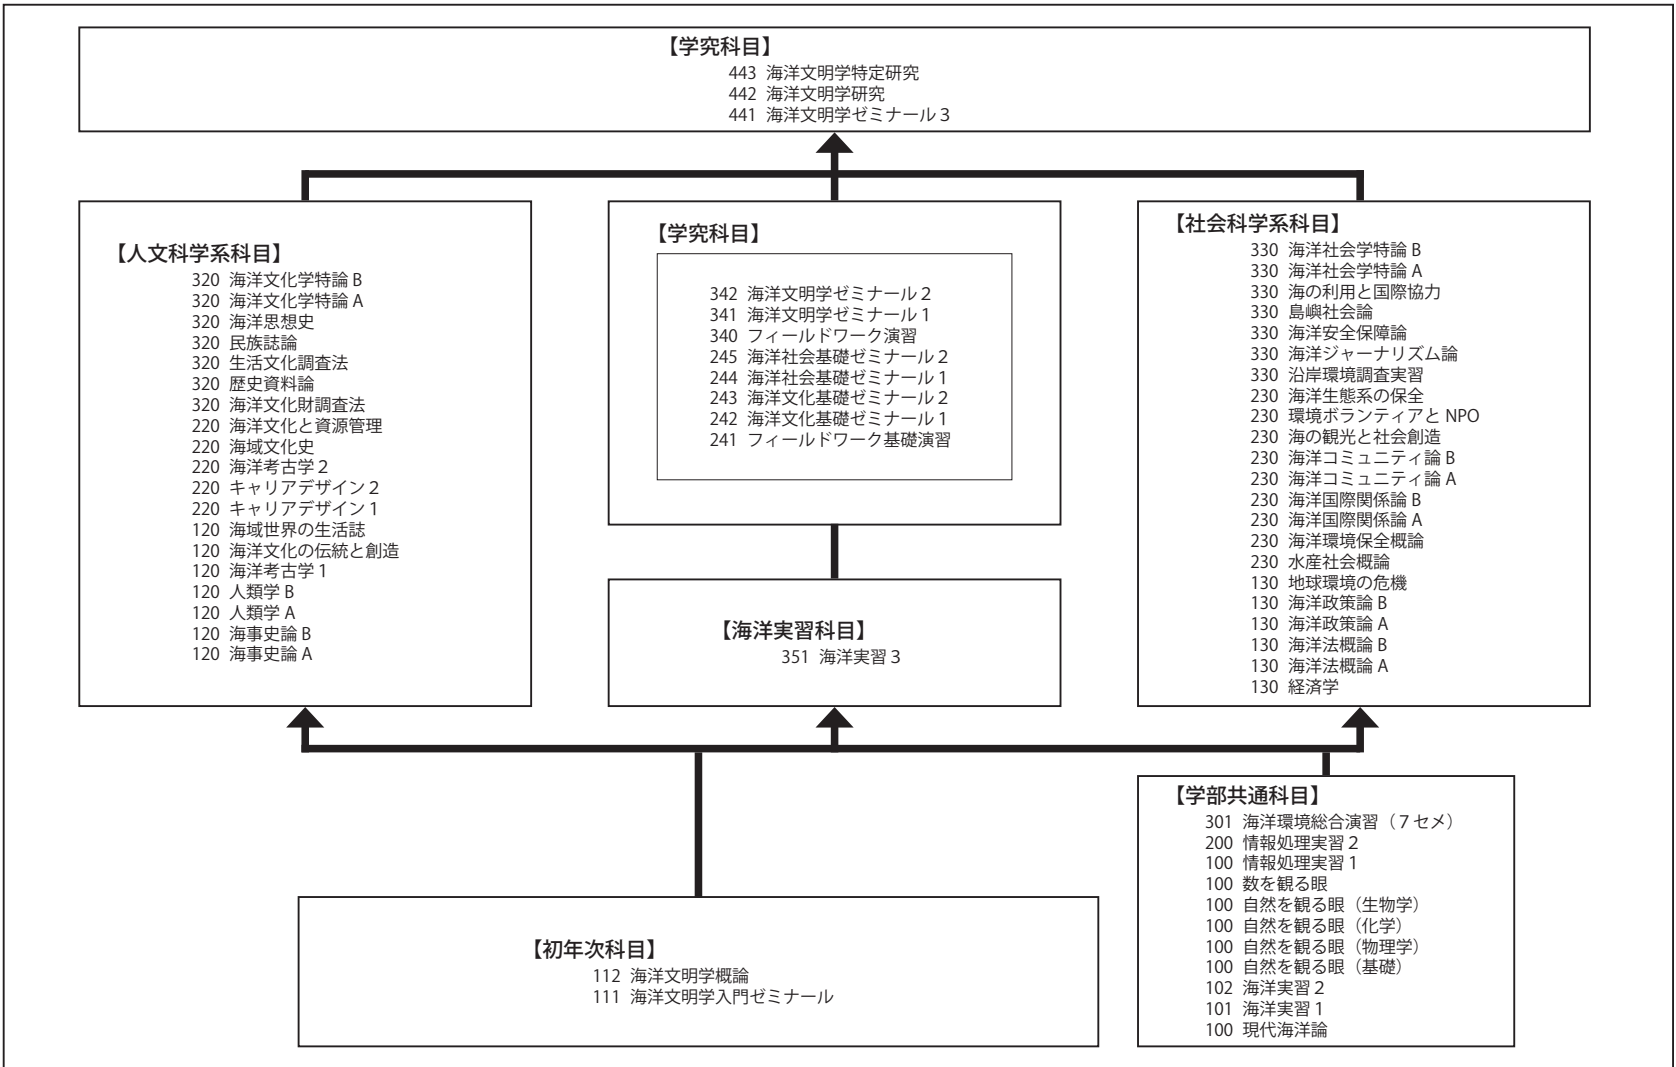 【学究科目】
443 海洋文明学特定研究
442 海洋文明学研究
441 海洋文明学ゼミナール3
【人文科学系科目】
320 海洋文化学特論 B
320 海洋文化学特論 A
320 海洋思想史
320 民族誌論
320 生活文化調査法
320 歴史資料論
320 海洋文化財調査法
220 海洋文化と資源管理
220 海域文化史
220 海洋考古学2
220 キャリアデザイン2
220 キャリアデザイン1
120 海域世界の生活誌
120 海洋文化の伝統と創造
120 海洋考古学1
120 人類学 B
120 人類学 A
120 海事史論 B
120 海事史論 A
【学究科目】
342 海洋文明学ゼミナール2
341 海洋文明学ゼミナール1
340 フィールドワーク演習
245 海洋社会基礎ゼミナール2
244 海洋社会基礎ゼミナール1
243 海洋文化基礎ゼミナール2
242 海洋文化基礎ゼミナール1
241 フィールドワーク基礎演習
【海洋実習科目】
351 海洋実習3
【社会科学系科目】
330 海洋社会学特論 B
330 海洋社会学特論 A
330 海の利用と国際協力
330 島嶼社会論
330 海洋安全保障論
330 海洋ジャーナリズム論
330 沿岸環境調査実習
230 海洋生態系の保全
230 環境ボランティアと NPO
230 海の観光と社会創造
230 海洋コミュニティ論 B
230 海洋コミュニティ論 A
230 海洋国際関係論 B
230 海洋国際関係論 A
230 海洋環境保全概論
230 水産社会概論
130 地球環境の危機
130 海洋政策論 B
130 海洋政策論 A
130 海洋法概論 B
130 海洋法概論 A
130 経済学
【初年次科目】
112 海洋文明学概論
111 海洋文明学入門ゼミナール
【学部共通科目】
301 海洋環境総合演習(7セメ)
200 情報処理実習2
100 情報処理実習1
100 数を観る眼
100 自然を観る眼(生物学)
100 自然を観る眼(化学)
100 自然を観る眼(物理学)
100 自然を観る眼(基礎)
102 海洋実習2
101 海洋実習1
100 現代海洋論